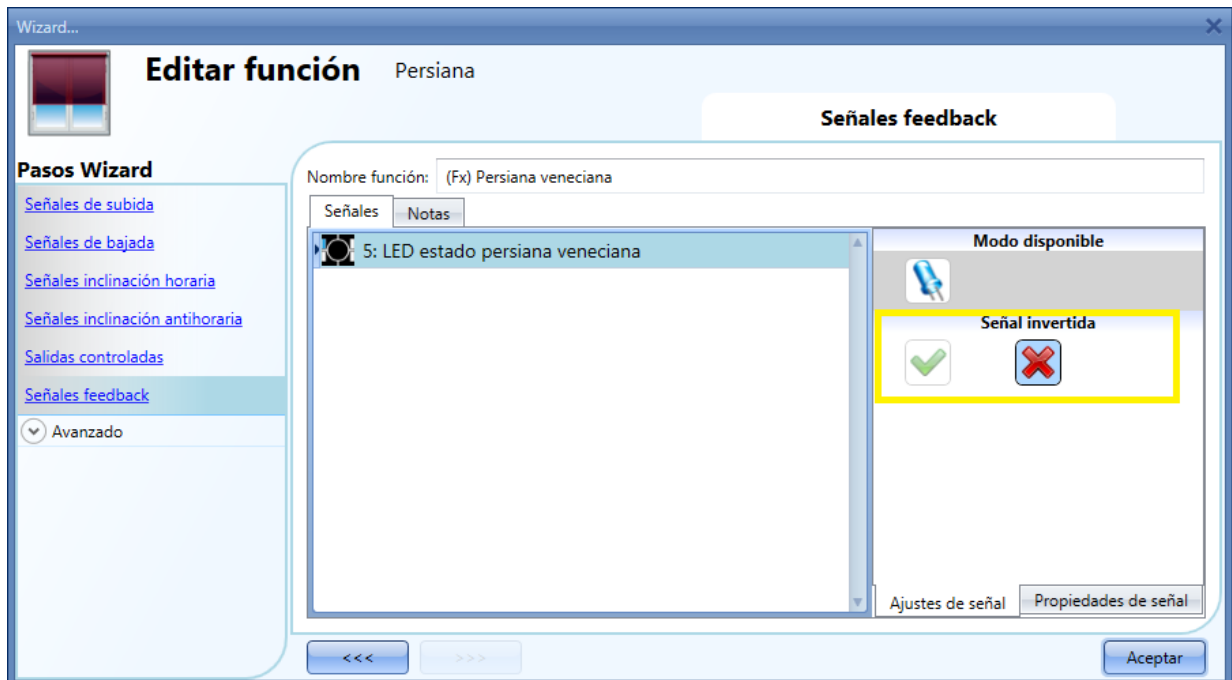 Wizard...
Editar función Persiana
Señales feedback
Pasos Wizard
Señales de subida
Señales de bajada
Señales inclinación horaria
Señales inclinación antihoraria
Salidas controladas
Señales feedback
Avanzado
Nombre función: (Fx) Persiana veneciana
Señales Notas
5: LED estado persiana veneciana
Modo disponible
Señal invertida
Ajustes de señal Propiedades de señal
<<< >>> Aceptar